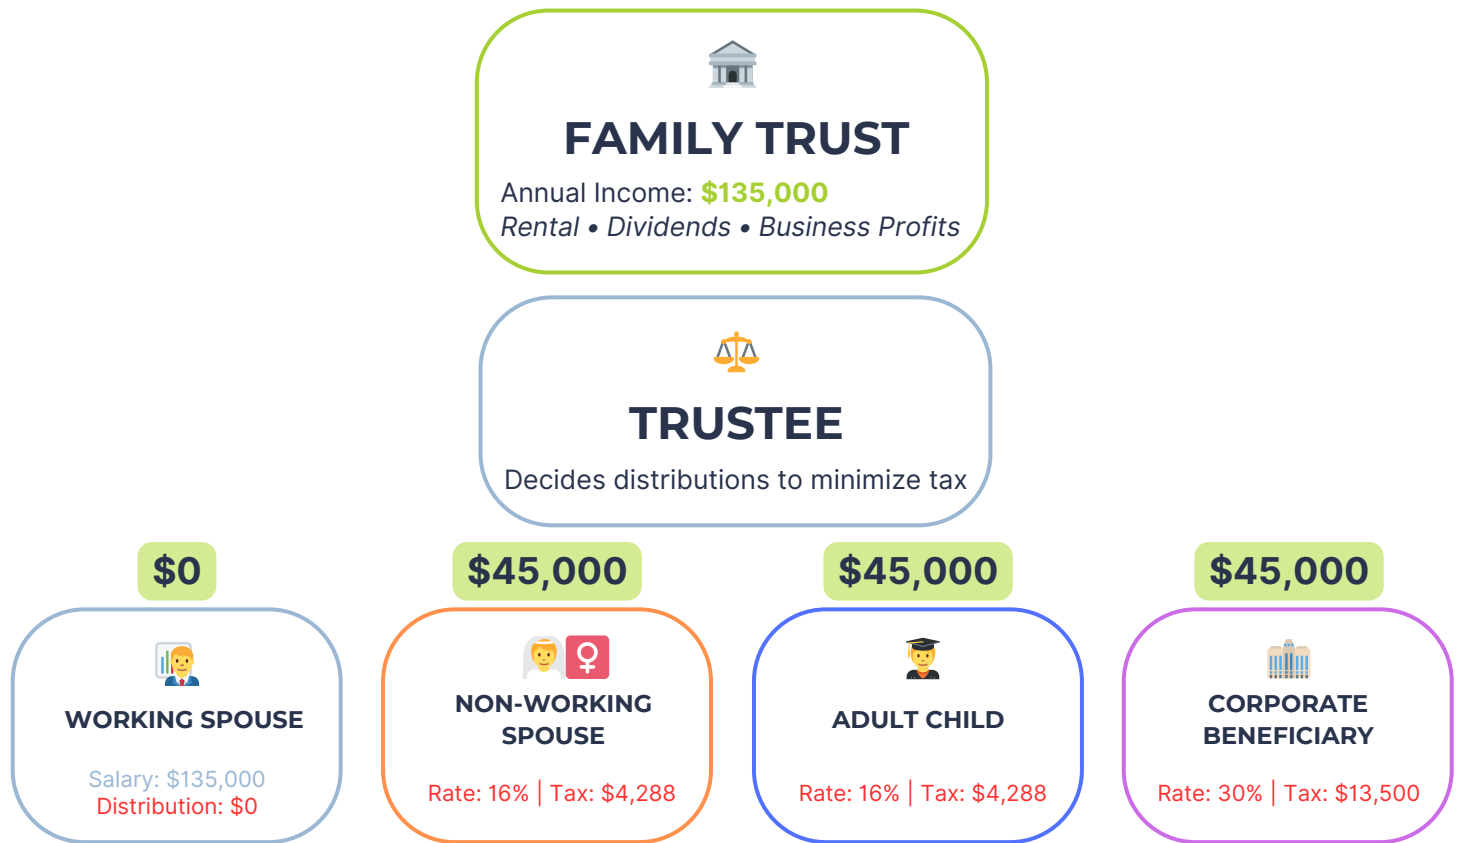 FAMILY TRUST
Annual Income: $135,000
Rental • Dividends • Business Profits
TRUSTEE
Decides distributions to minimize tax
$0
$45,000
$45,000
$45,000
WORKING SPOUSE
Salary: $135,000
Distribution: $0
NON-WORKING
SPOUSE
Rate: 16% | Tax: $4,288
ADULT CHILD
Rate: 16% | Tax: $4,288
CORPORATE
BENEFICIARY
Rate: 30% | Tax: $13,500